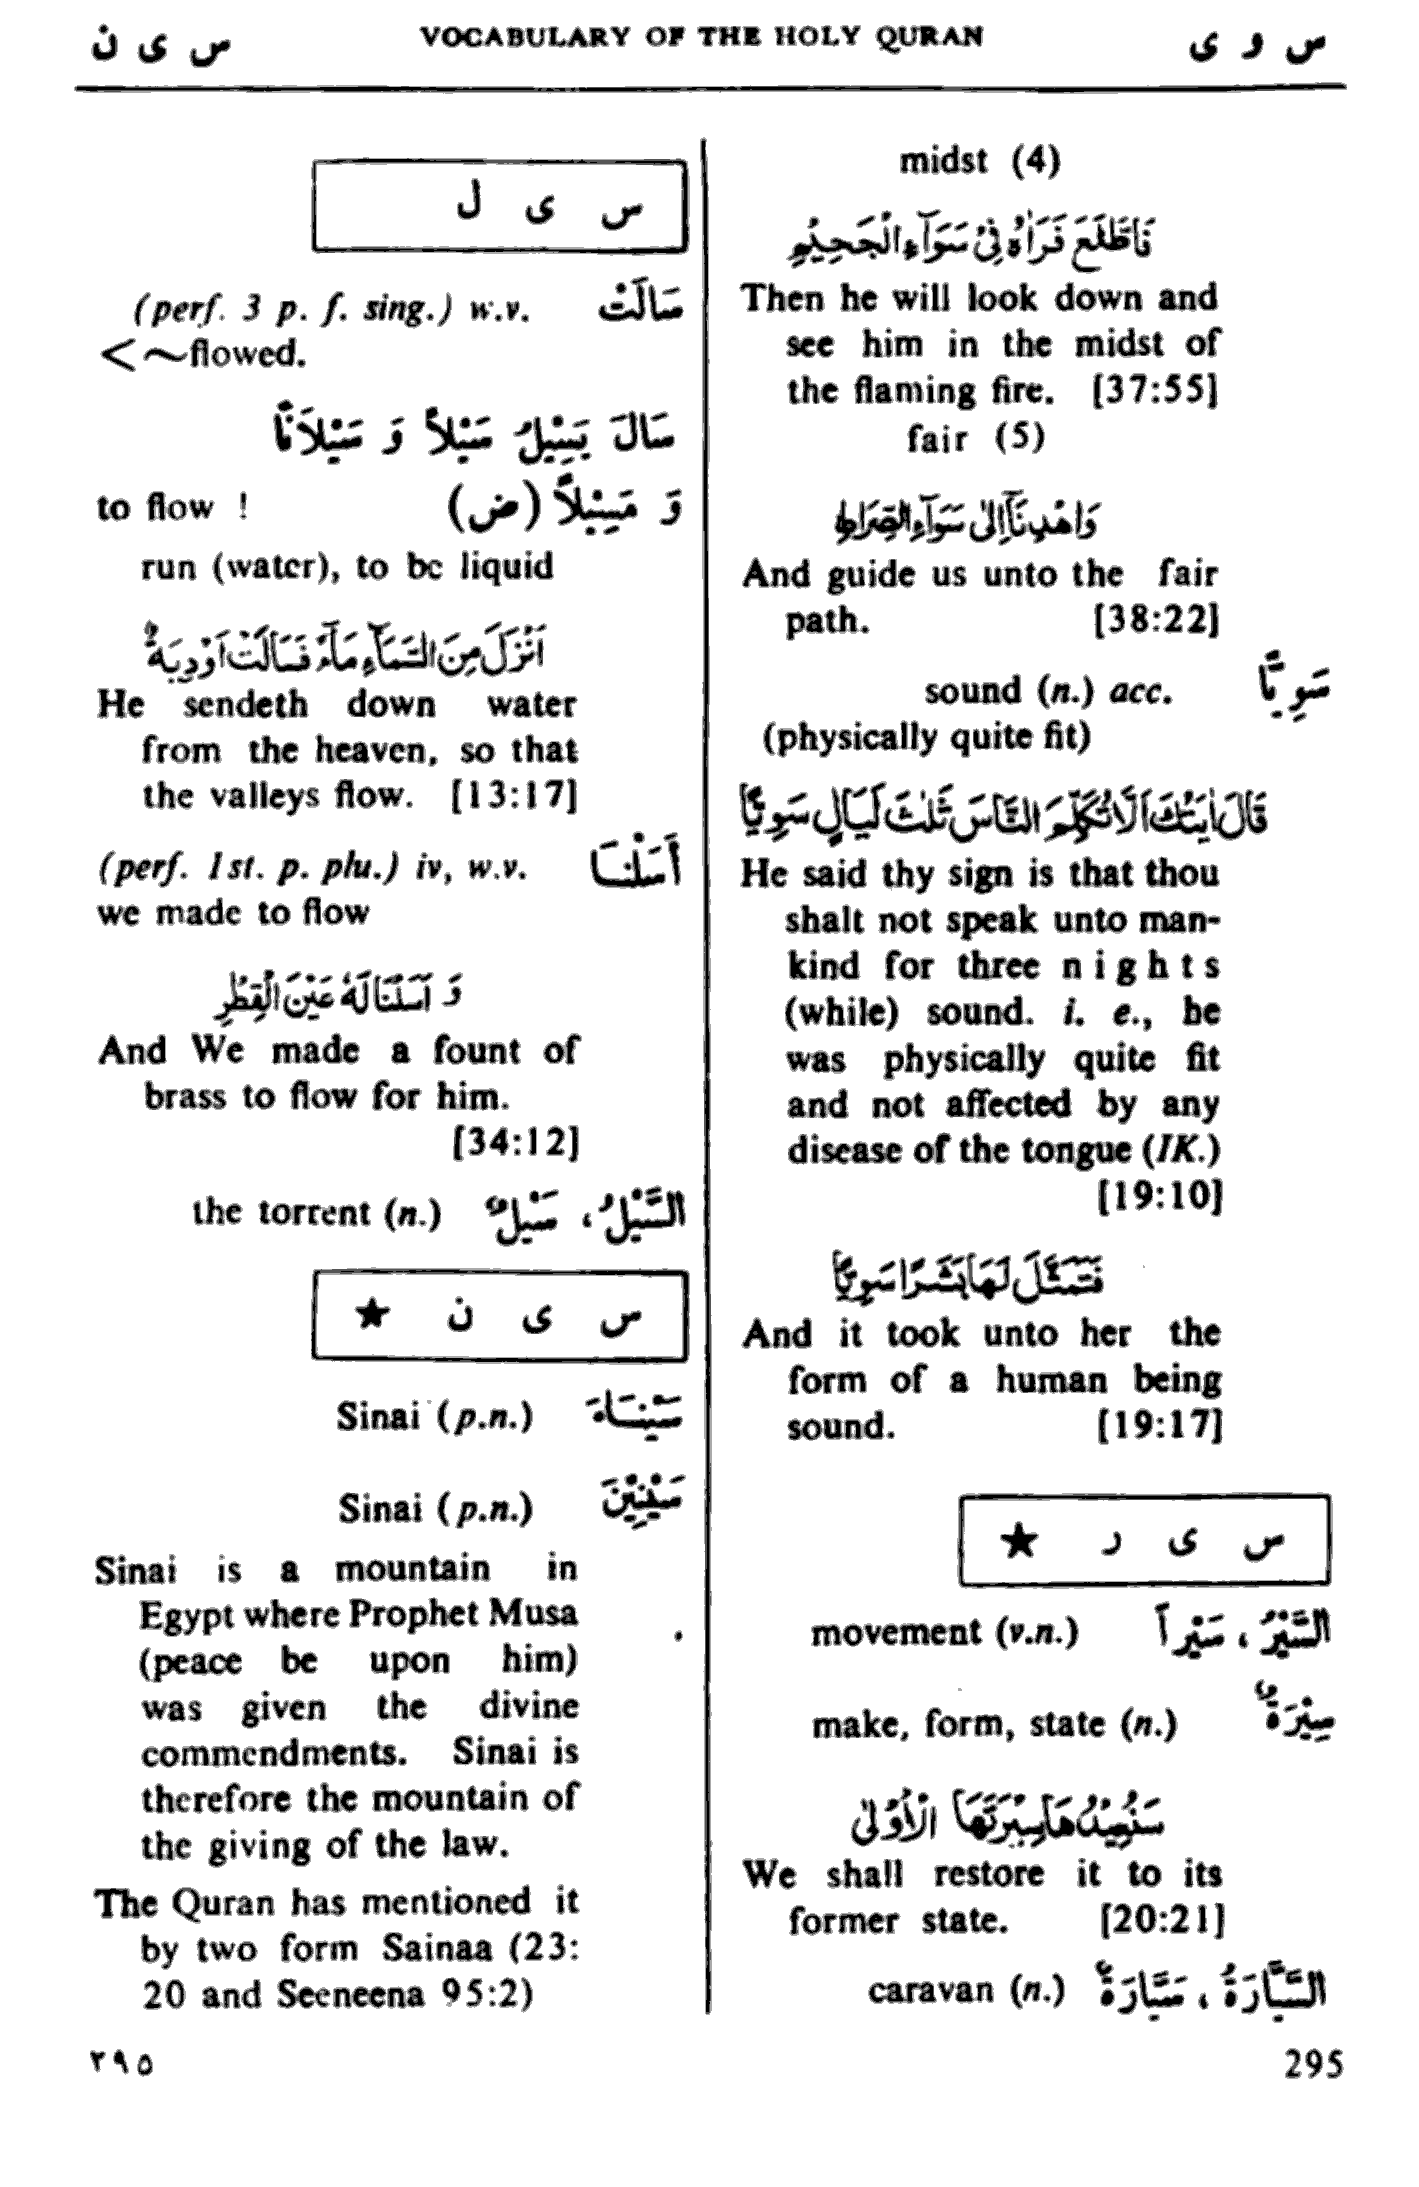 س ی ن
VOCABULARY OF THE HOLY QURAN
س و ی
midst (4)
فَاطَّلَعَ فَرَاٰهُ فِیْ سَوَآءِ الْجَحِیْمِ
Then he will look down and
see him in the midst of
the flaming fire. [37:55]
fair (5)
وَاهْدِنَآ اِلٰی سَوَآءِ الصِّرَاطِ
And guide us unto the fair
path. [38:22]
sound (n.) acc. سَوِیًّا
(physically quite fit)
قَالَ اٰیَتُكَ اَلَّا تُكَلِّمَ النَّاسَ ثَلٰثَ لَیَالٍ سَوِیًّا
He said thy sign is that thou
shalt not speak unto man-
kind for three nights
(while) sound. i. e., he
was physically quite fit
and not affected by any
disease of the tongue (IK.)
[19:10]
فَتَمَثَّلَ لَهَا بَشَرًا سَوِیًّا
And it took unto her the
form of a human being
sound. [19:17]
س ی ر ★
movement (v.n.) السَّیْرُ ، سَیْراً
make, form, state (n.) سِیْرَةٌ
سَنُعِیْدُهَا سِیْرَتَهَا الْاُوْلٰی
We shall restore it to its
former state. [20:21]
caravan (n.) السَّیَّارَةُ ، سَیَّارَةٌ
س ی ل
(perf. 3 p. f. sing.) w.v. سَالَتْ
<~flowed.
سَالَ یَسِیْلُ سَیْلاً وَ سَیْلَاناً
to flow ! وَ مَسِیْلاً (ض)
run (water), to be liquid
اَنْزَلَ مِنَ السَّمَآءِ مَآءً فَسَالَتْ اَوْدِیَةٌ
He sendeth down water
from the heaven, so that
the valleys flow. [13:17]
(perf. 1st. p. plu.) iv, w.v. أَسَلْنَا
we made to flow
وَ اَسَلْنَا لَهٗ عَیْنَ الْقِطْرِ
And We made a fount of
brass to flow for him.
[34:12]
the torrent (n.) السَّیْلُ ، سَیْلٌ
س ی ن ★
Sinai (p.n.) سَیْنَاءَ
Sinai (p.n.) سَیْنِیْنَ
Sinai is a mountain in
Egypt where Prophet Musa
(peace be upon him)
was given the divine
commendments. Sinai is
therefore the mountain of
the giving of the law.
The Quran has mentioned it
by two form Sainaa (23:
20 and Seeneena 95:2)
٢٩٥
295